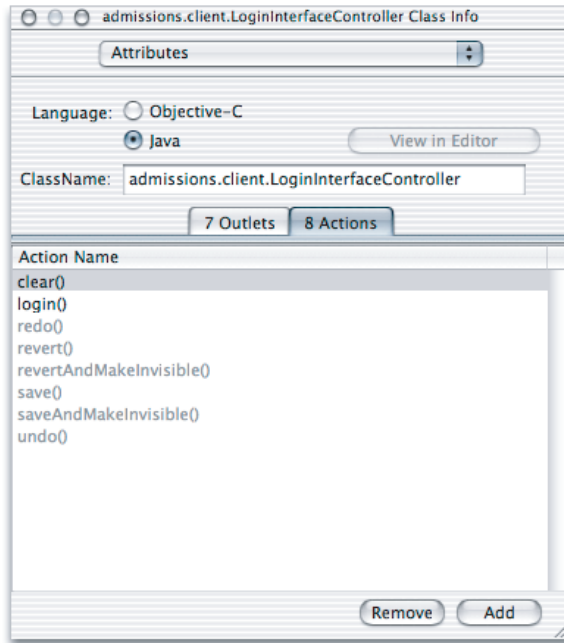 admissions.client.LoginInterfaceController Class Info
Attributes
Language: Objective-C
Java View in Editor
ClassName: admissions.client.LoginInterfaceController
7 Outlets 8 Actions
Action Name
clear()
login()
redo()
revert()
revertAndMakeInvisible()
save()
saveAndMakeInvisible()
undo()
Remove Add